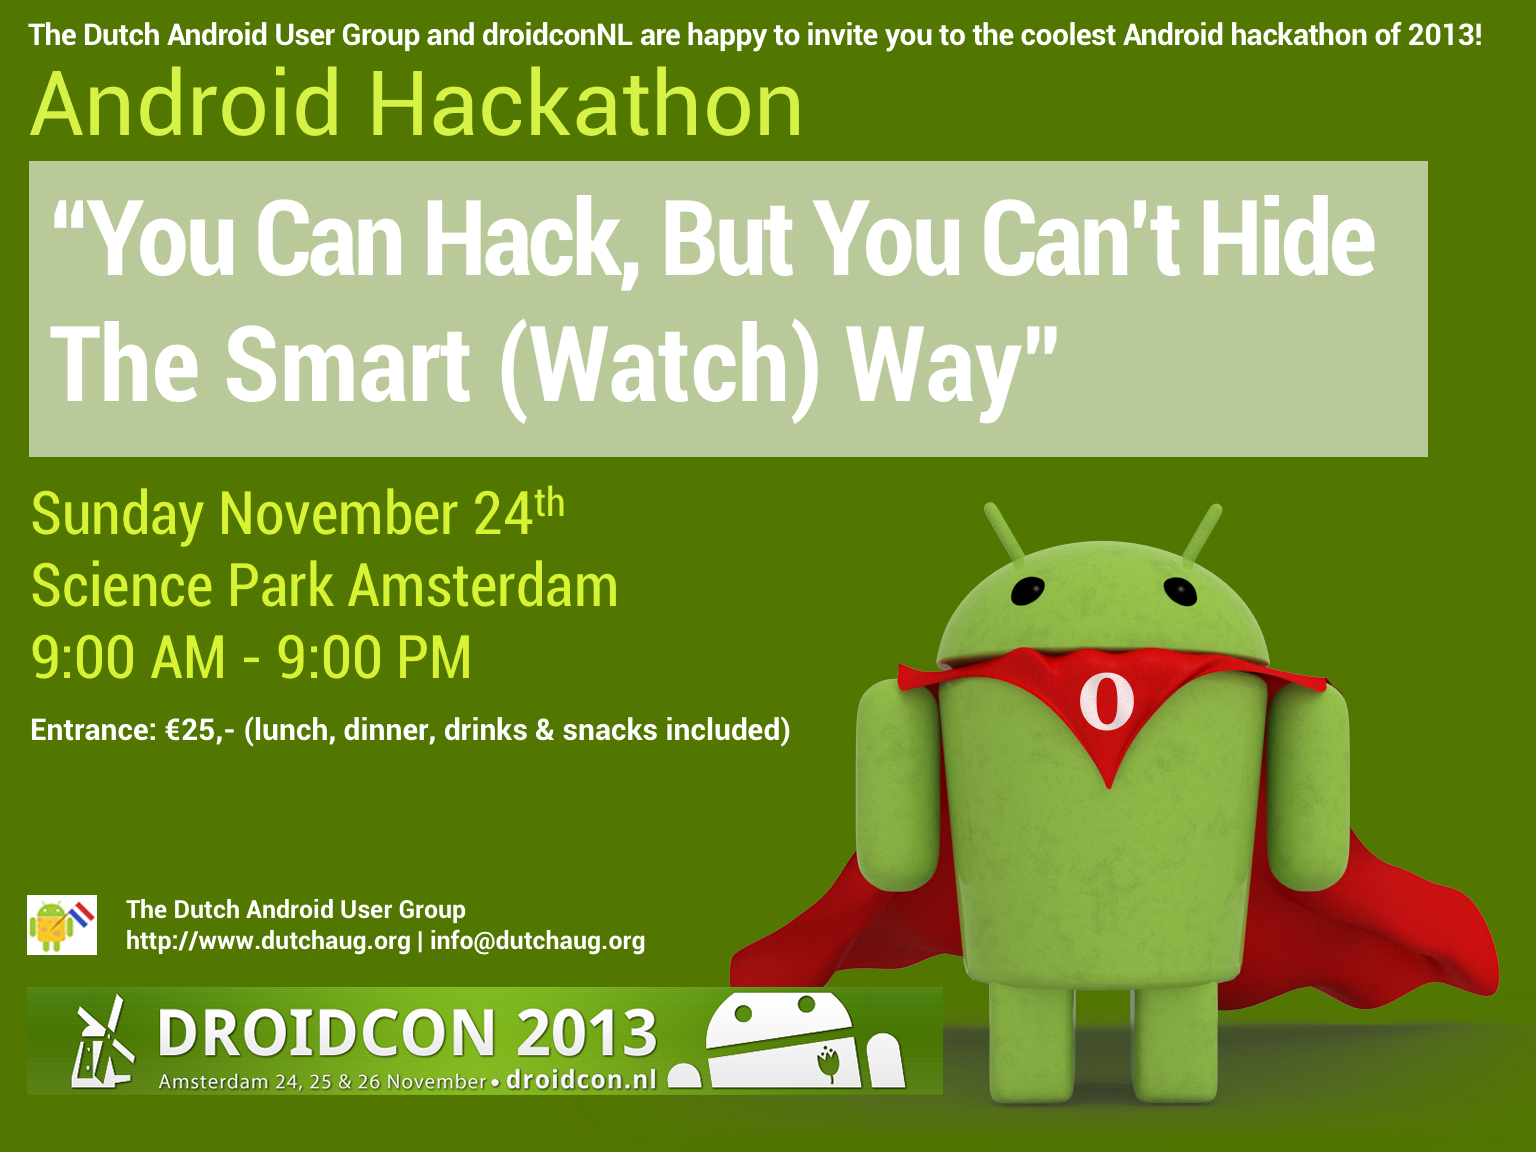 The Dutch Android User Group and droidconNL are happy to invite you to the coolest Android hackathon of 2013!
Android Hackathon
“You Can Hack, But You Can’t Hide
The Smart (Watch) Way”
Sunday November 24th
Science Park Amsterdam
9:00 AM - 9:00 PM
Entrance: €25,- (lunch, dinner, drinks & snacks included)
0
The Dutch Android User Group
http://www.dutchaug.org | info@dutchaug.org
DROIDCON 2013
Amsterdam 24, 25 & 26 November • droidcon.nl